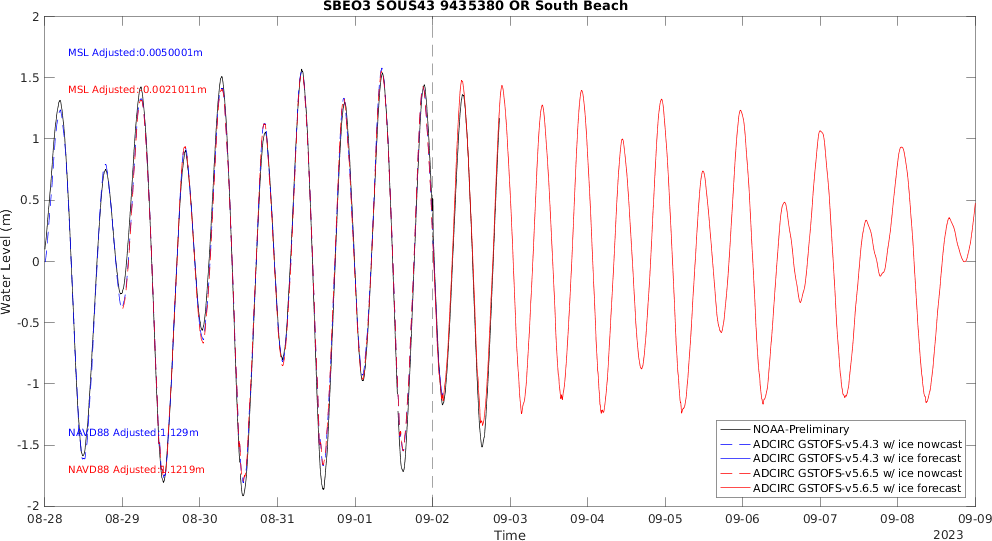 SBEO3 SOUS43 9435380 OR South Beach
2
1.5
1
0.5
0
-0.5
-1
-1.5
-2
Water Level (m)
MSL Adjusted:0.0050001m
MSL Adjusted:-0.0021011m
NAVD88 Adjusted:1.129m
NAVD88 Adjusted:
NOAA-Preliminary
ADCIRC GSTOFS-v5.4.3 w/ ice nowcast
ADCIRC GSTOFS-v5.4.3 w/ ice forecast
ADCIRC GSTOFS-v5.6.5 w/ ice nowcast
ADCIRC GSTOFS-v5.6.5 w/ ice forecast
08-28 08-29 08-30 08-31 09-01 09-02 09-03 09-04 09-05 09-06 09-07 09-08 09-09
Time
2023